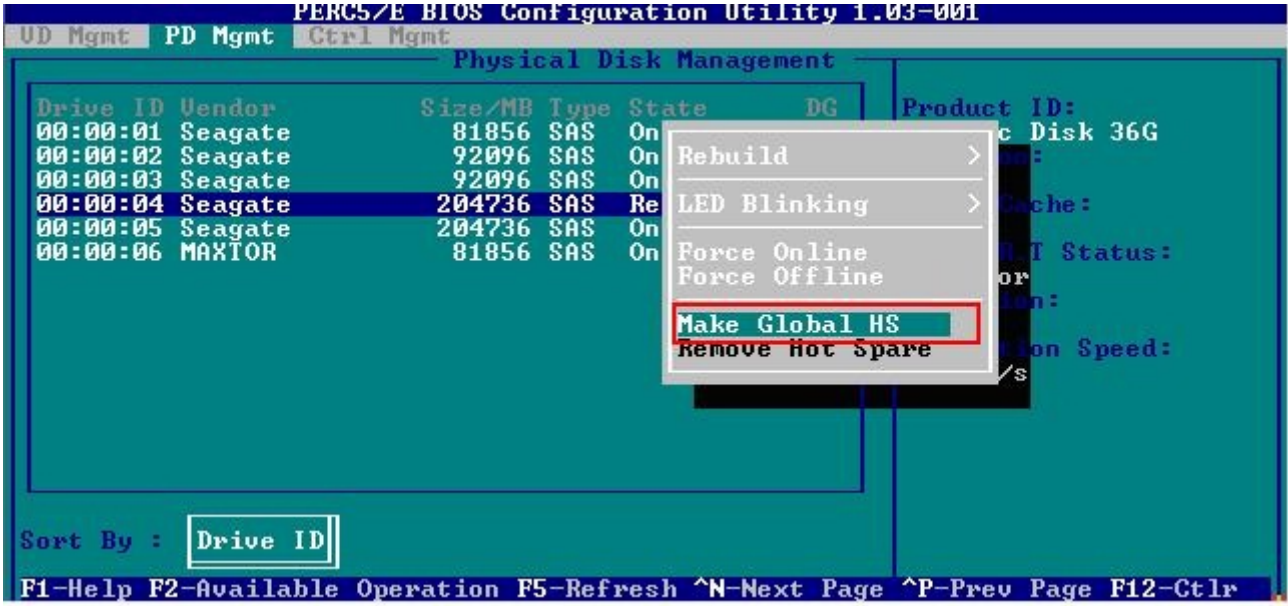 PERC5/E BIOS Configuration Utility 1.03-001
VD Mgmt PD Mgmt Ctrl Mgmt
Physical Disk Management
Drive ID Vendor Size/MB Type State DG
00:00:01 Seagate 81856 SAS On
00:00:02 Seagate 92096 SAS On
00:00:03 Seagate 92096 SAS On
00:00:04 Seagate 204736 SAS Re
00:00:05 Seagate 204736 SAS On
00:00:06 MAXTOR 81856 SAS On
Rebuild >
LED Blinking >
Force Online
Force Offline
Make Global HS
Remove Hot Spare
Product ID:
c Disk 36G
on:
Cache:
.T Status:
or
ion:
tion Speed:
/s
Sort By : Drive ID
F1-Help F2-Available Operation F5-Refresh ^N-Next Page ^P-Prev Page F12-Ctlr